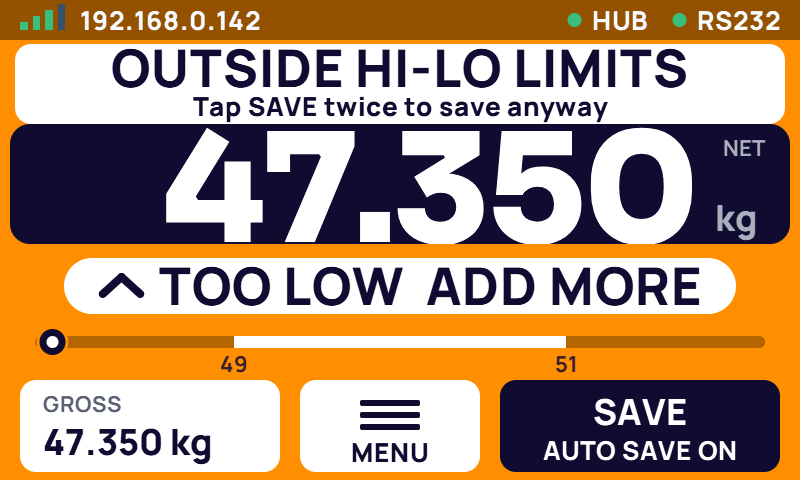 192.168.0.142 HUB RS232
OUTSIDE HI-LO LIMITS
Tap SAVE twice to save anyway
47.350 NET kg
TOO LOW ADD MORE
49 51
GROSS
47.350 kg
MENU
SAVE
AUTO SAVE ON